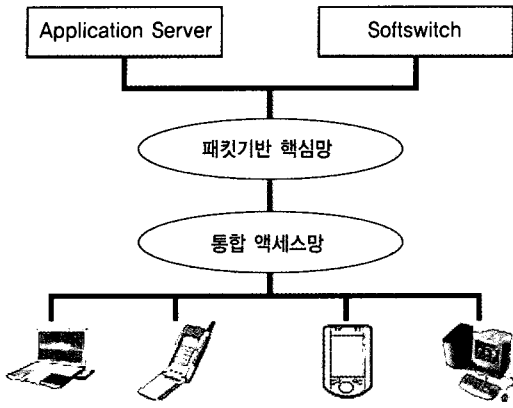 Application Server
Softswitch
패킷기반 핵심망
통합 액세스망